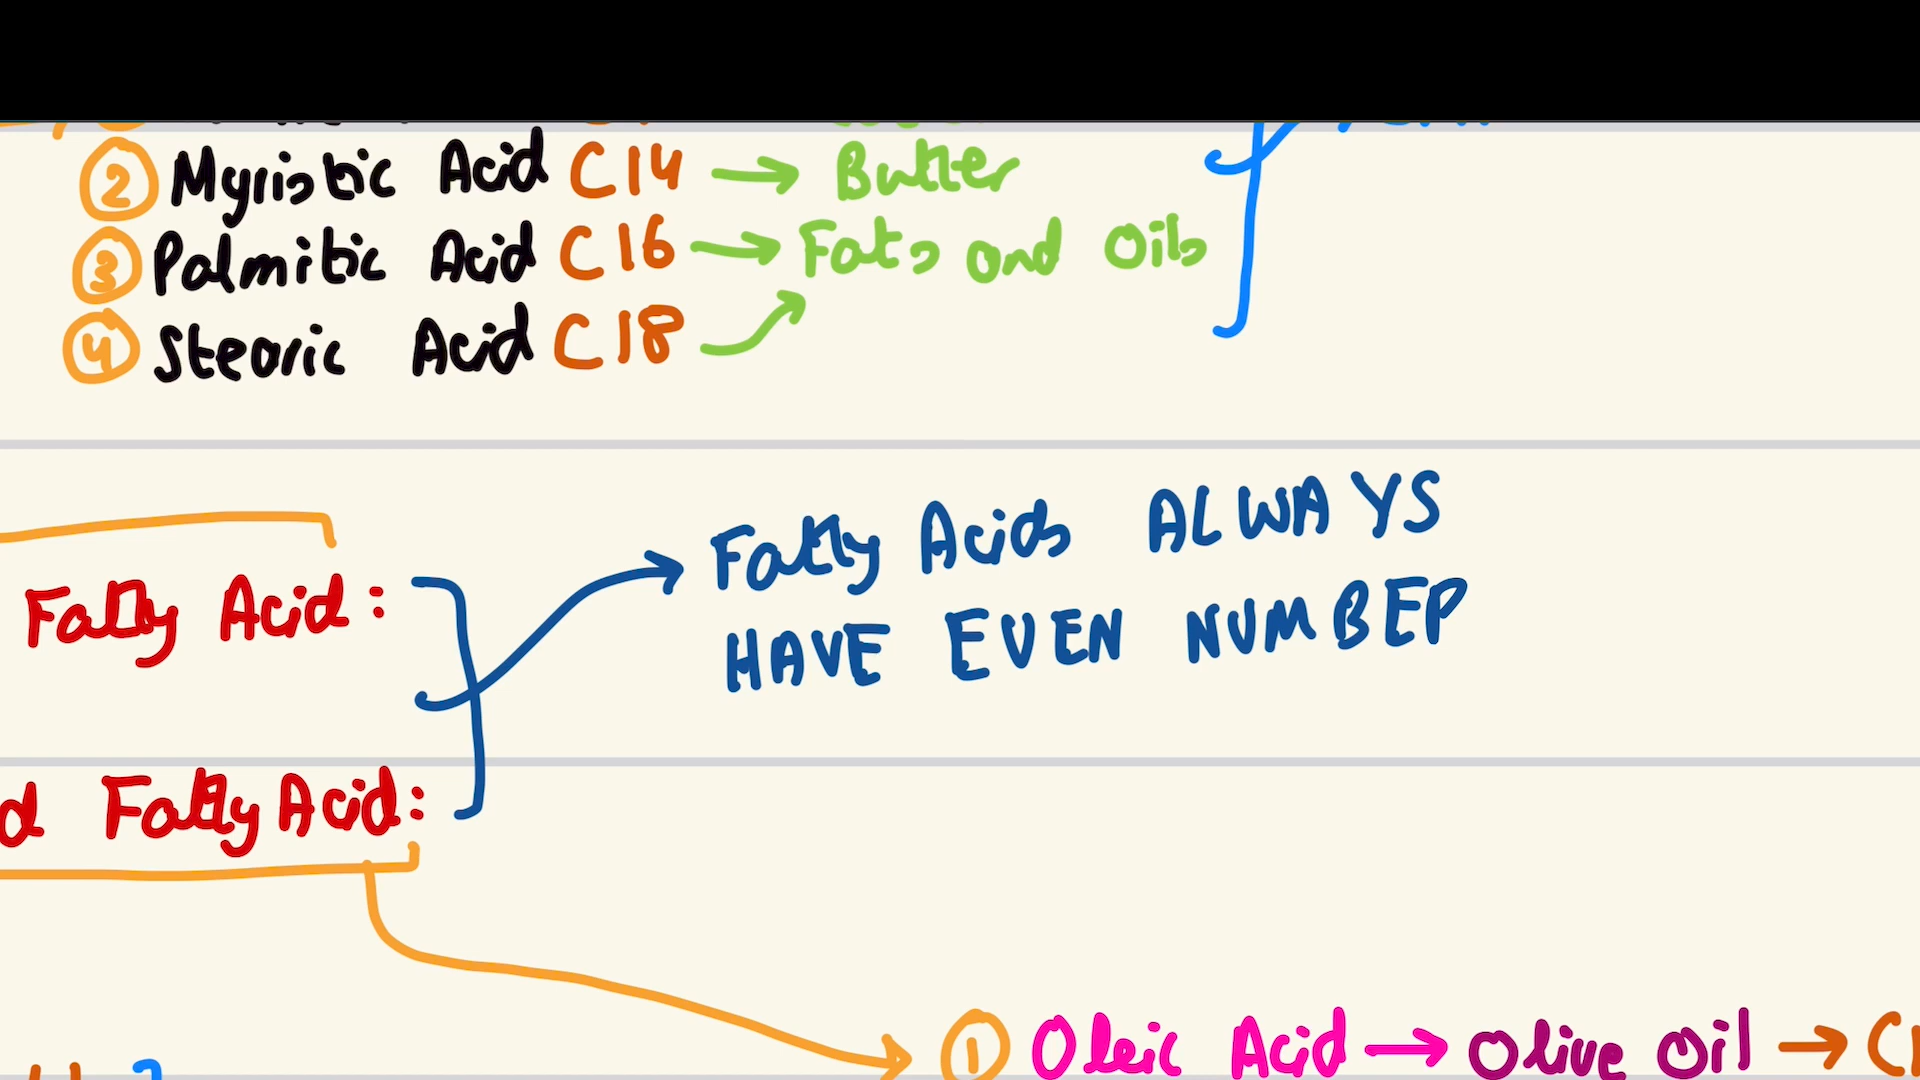 2 Myristic Acid C14 → Butter
3 Palmitic Acid C16 → Fats and Oils
4 Stearic Acid C18
Fatty Acids ALWAYS
Fatty Acid:
HAVE EVEN NUMBEP
d Fatty Acid:
1 Oleic Acid → Olive Oil →